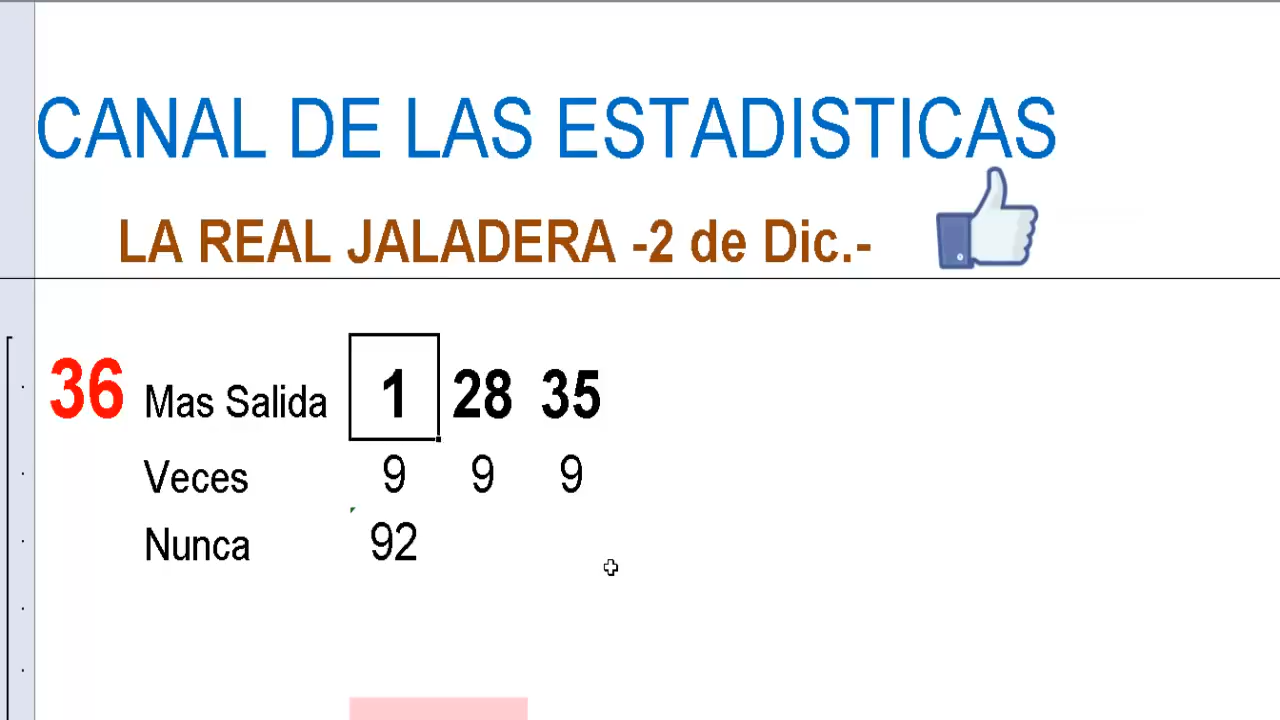 CANAL DE LAS ESTADISTICAS
LA REAL JALADERA -2 de Dic.-
36 Mas Salida 1 28 35
Veces 9 9 9
Nunca 92